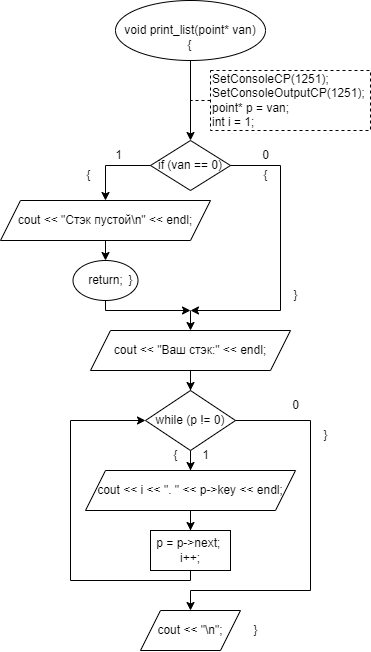 void print_list(point* van)
{
SetConsoleCP(1251);
SetConsoleOutputCP(1251);
point* p = van;
int i = 1;
1
if (van == 0)
0
{
{
cout << "Стэк пустой\n" << endl;
return; }
}
cout << "Ваш стэк:" << endl;
while (p != 0)
0
}
{ 1
cout << i << ". " << p->key << endl;
p = p->next;
i++;
cout << "\n"; }